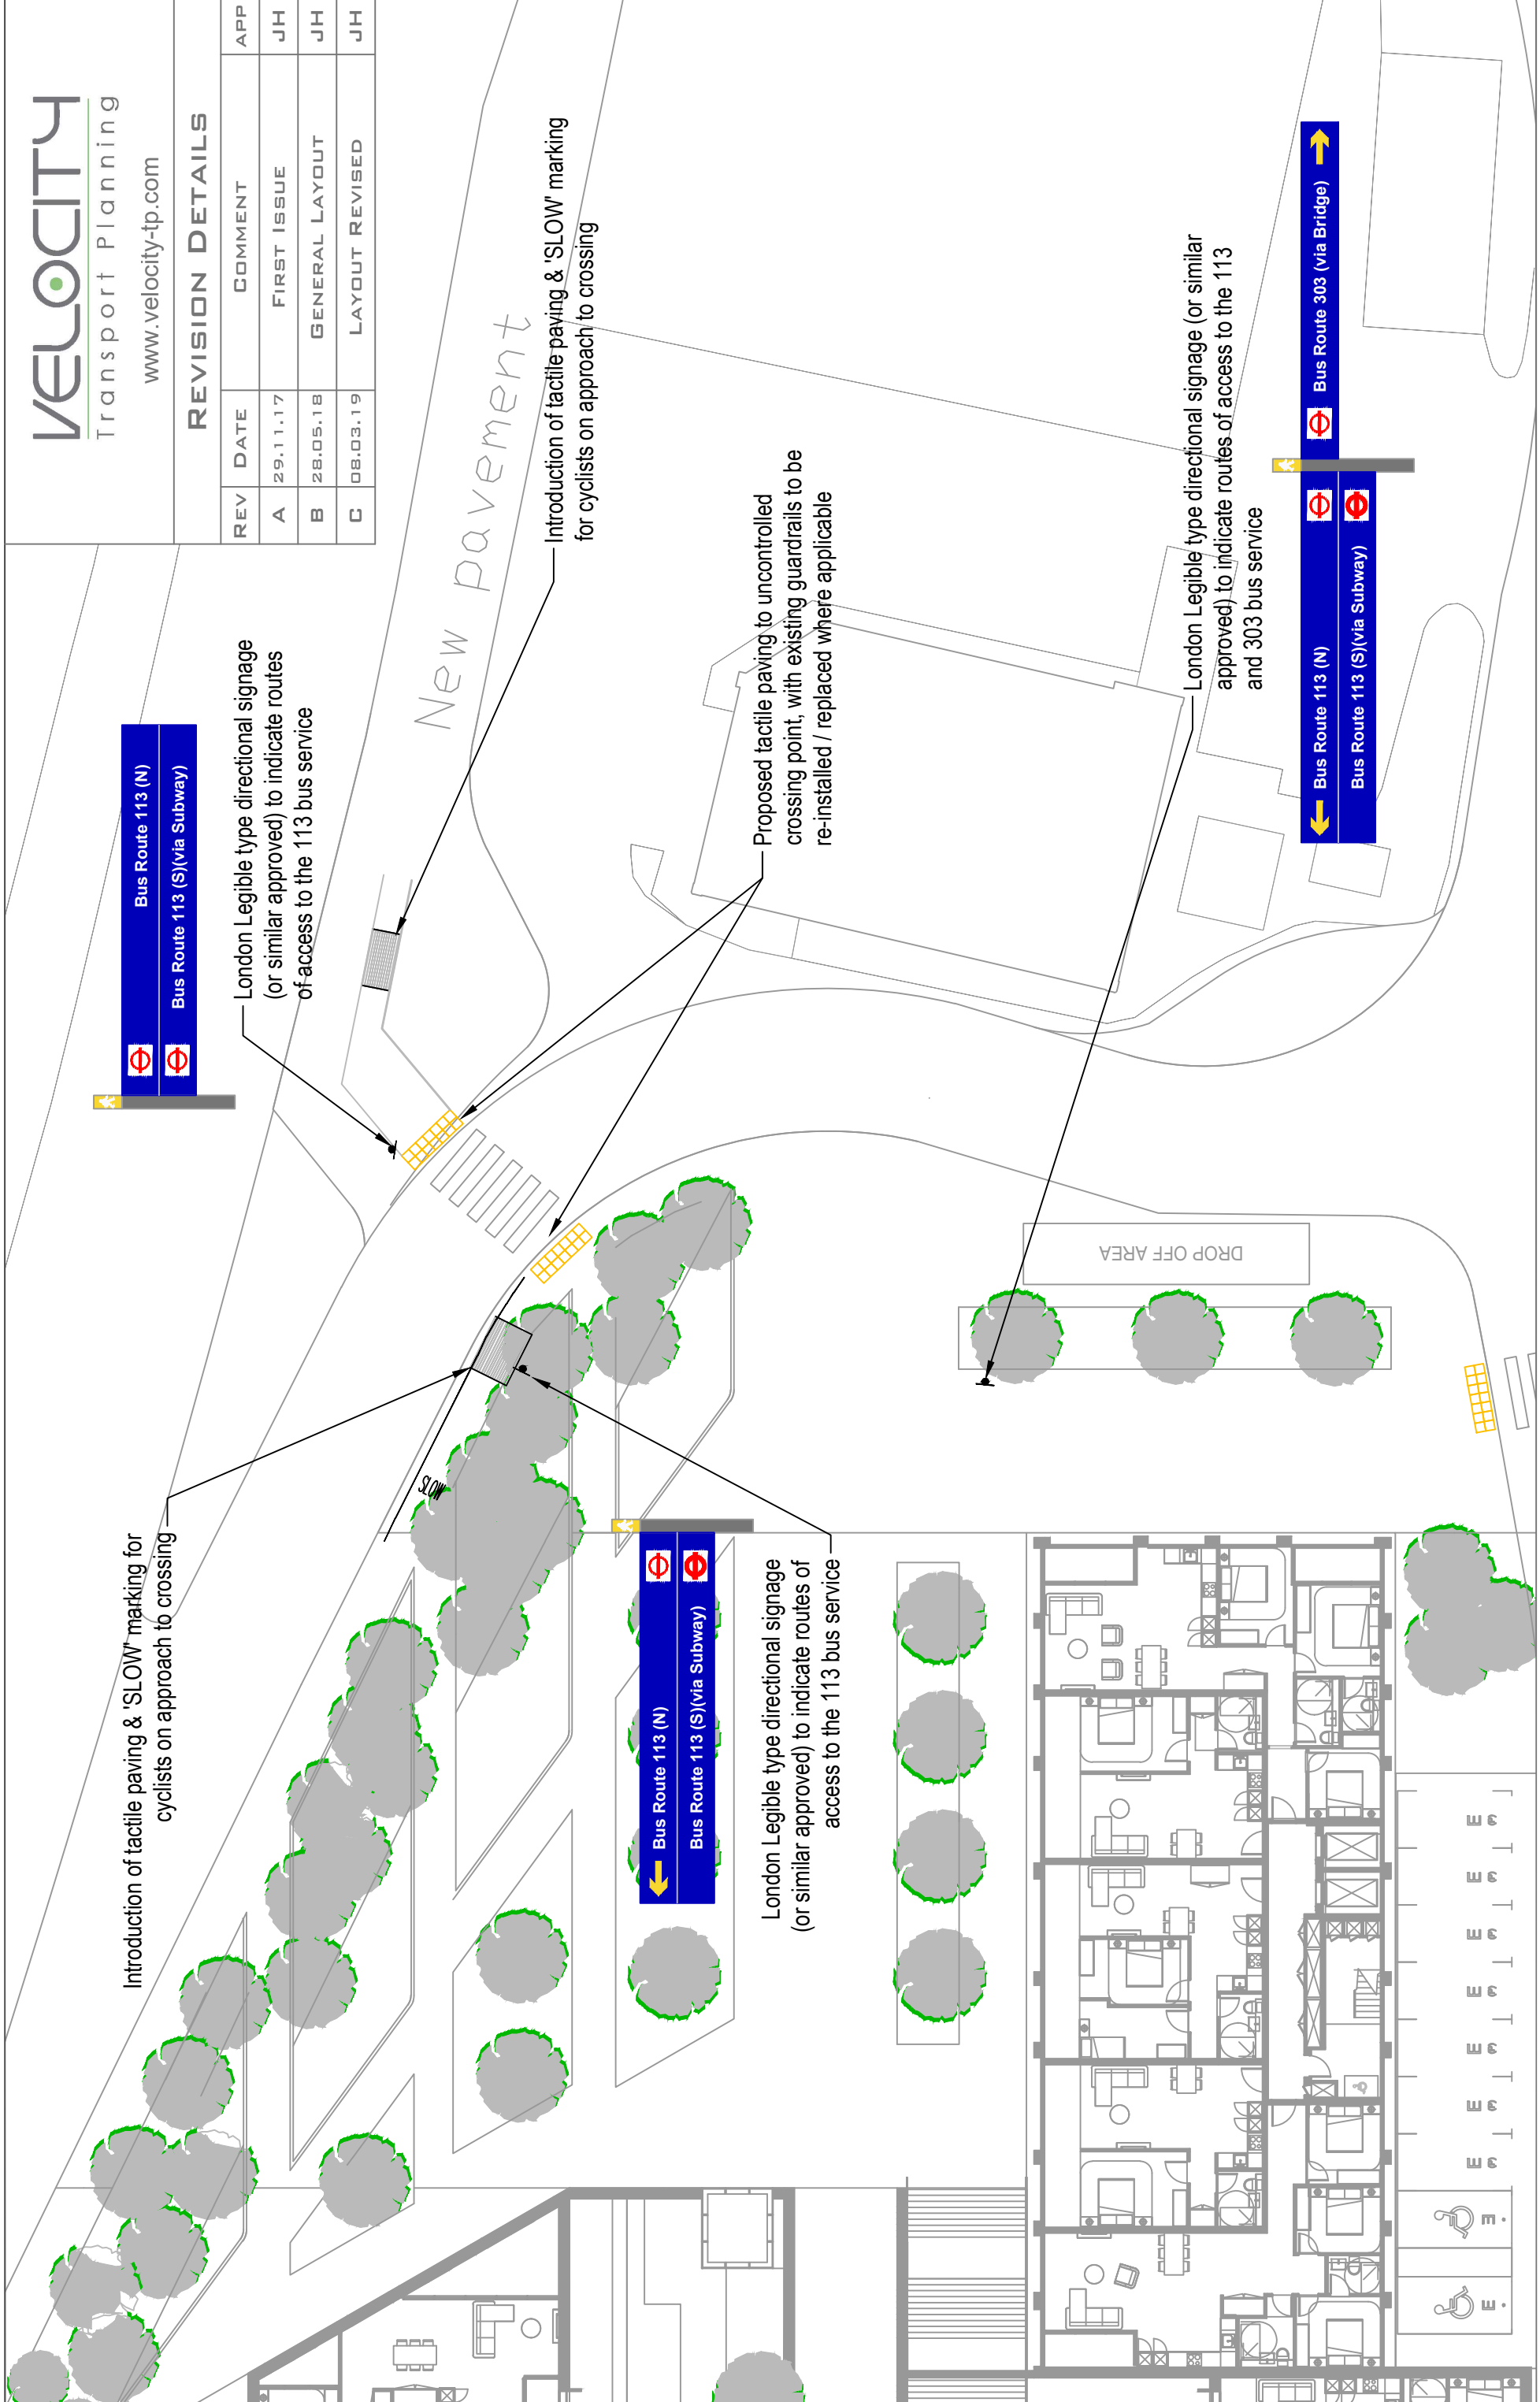 VELOCITY
Transport Planning
www.velocity-tp.com
REVISION DETAILS
REV DATE COMMENT APP
A 29.11.17 FIRST ISSUE JH
B 28.05.18 GENERAL LAYOUT JH
C 08.03.19 LAYOUT REVISED JH
New pavement
Introduction of tactile paving & 'SLOW' marking
for cyclists on approach to crossing
Bus Route 113 (N)
Bus Route 113 (S)(via Subway)
London Legible type directional signage
(or similar approved) to indicate routes
of access to the 113 bus service
Proposed tactile paving to uncontrolled
crossing point, with existing guardrails to be
re-installed / replaced where applicable
London Legible type directional signage (or similar
approved) to indicate routes of access to the 113
and 303 bus service
Bus Route 113 (N)
Bus Route 113 (S)(via Subway)
Bus Route 303 (via Bridge)
DROP OFF AREA
Introduction of tactile paving & 'SLOW' marking for
cyclists on approach to crossing
SLOW
Bus Route 113 (N)
Bus Route 113 (S)(via Subway)
London Legible type directional signage
(or similar approved) to indicate routes of
access to the 113 bus service